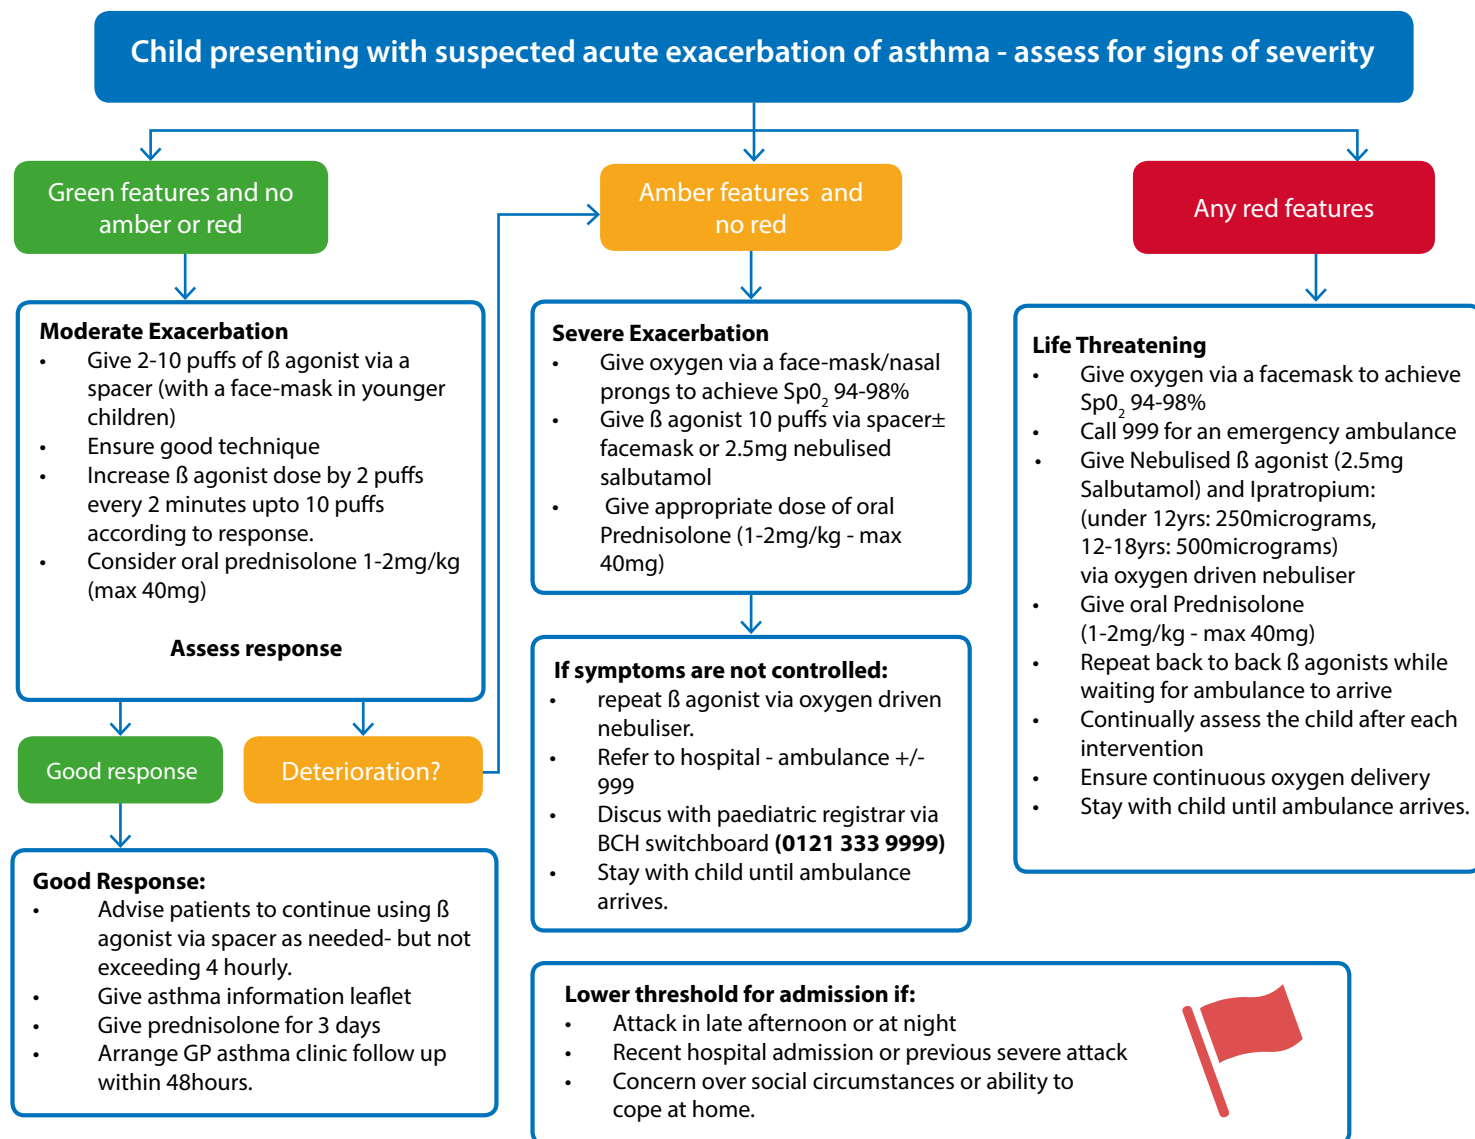 Child presenting with suspected acute exacerbation of asthma - assess for signs of severity
Green features and no
amber or red
Amber features and
no red
Any red features
Moderate Exacerbation
• Give 2-10 puffs of ß agonist via a
spacer (with a face-mask in younger
children)
• Ensure good technique
• Increase ß agonist dose by 2 puffs
every 2 minutes upto 10 puffs
according to response.
• Consider oral prednisolone 1-2mg/kg
(max 40mg)
Assess response
Good response
Deterioration?
Good Response:
• Advise patients to continue using ß
agonist via spacer as needed- but not
exceeding 4 hourly.
• Give asthma information leaflet
• Give prednisolone for 3 days
• Arrange GP asthma clinic follow up
within 48hours.
Severe Exacerbation
• Give oxygen via a face-mask/nasal
prongs to achieve Sp0₂ 94-98%
• Give ß agonist 10 puffs via spacer±
facemask or 2.5mg nebulised
salbutamol
• Give appropriate dose of oral
Prednisolone (1-2mg/kg - max
40mg)
If symptoms are not controlled:
• repeat ß agonist via oxygen driven
nebuliser.
• Refer to hospital - ambulance +/-
999
• Discus with paediatric registrar via
BCH switchboard (0121 333 9999)
• Stay with child until ambulance
arrives.
Lower threshold for admission if:
• Attack in late afternoon or at night
• Recent hospital admission or previous severe attack
• Concern over social circumstances or ability to
cope at home.
Life Threatening
• Give oxygen via a facemask to achieve
Sp0₂ 94-98%
• Call 999 for an emergency ambulance
• Give Nebulised ß agonist (2.5mg
Salbutamol) and Ipratropium:
(under 12yrs: 250micrograms,
12-18yrs: 500micrograms)
via oxygen driven nebuliser
• Give oral Prednisolone
(1-2mg/kg - max 40mg)
• Repeat back to back ß agonists while
waiting for ambulance to arrive
• Continually assess the child after each
intervention
• Ensure continuous oxygen delivery
• Stay with child until ambulance arrives.